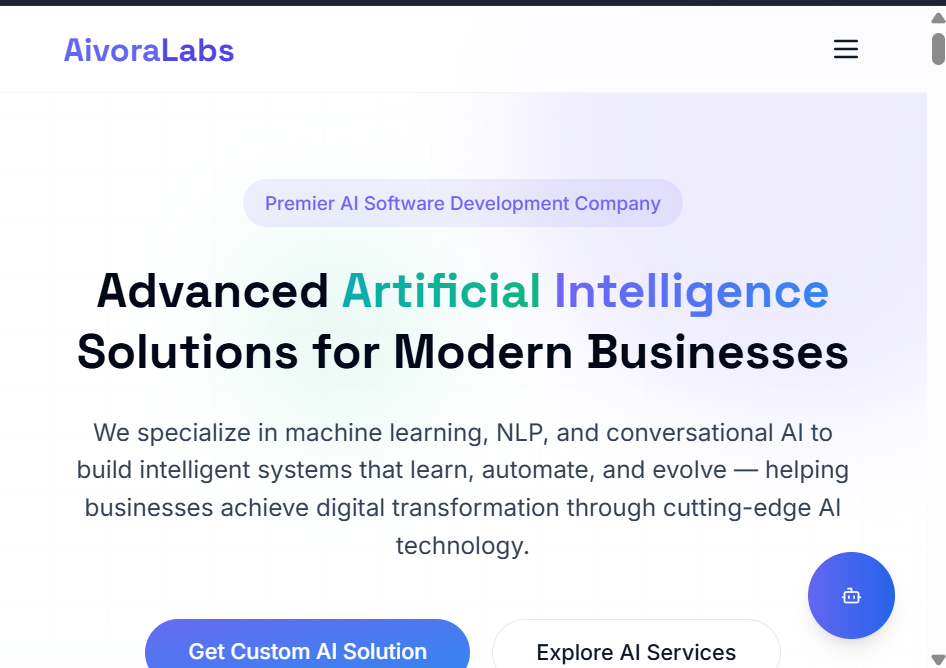 AivoraLabs
Premier AI Software Development Company
Advanced Artificial Intelligence
Solutions for Modern Businesses
We specialize in machine learning, NLP, and conversational AI to
build intelligent systems that learn, automate, and evolve — helping
businesses achieve digital transformation through cutting-edge AI
technology.
Get Custom AI Solution
Explore AI Services